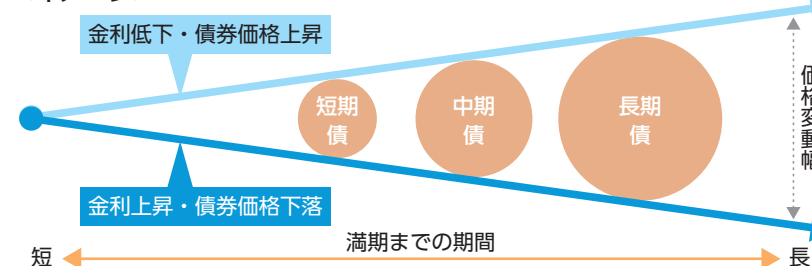 金利低下・債券価格上昇
短期
債
中期
債
長期
債
価格変動幅
金利上昇・債券価格下落
満期までの期間
短
長